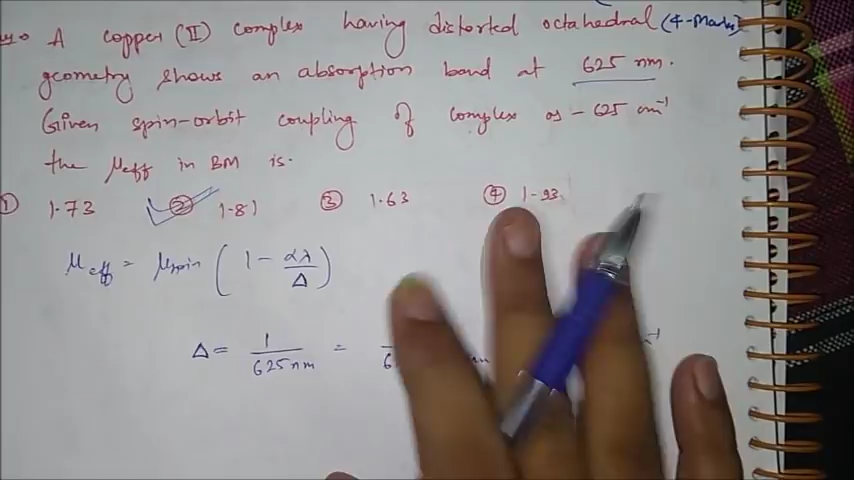 A copper (II) complex having distorted octahedral (4-Marks)
geometry shows an absorption band at 625 nm.
Given spin-orbit coupling of complex as - 625 cm-1
the μeff in BM is.
① 1.73 ② 1.81 ③ 1.63 ④ 1.93
μeff = μspin ( 1 - αλ/Δ )
Δ = 1/625 nm =